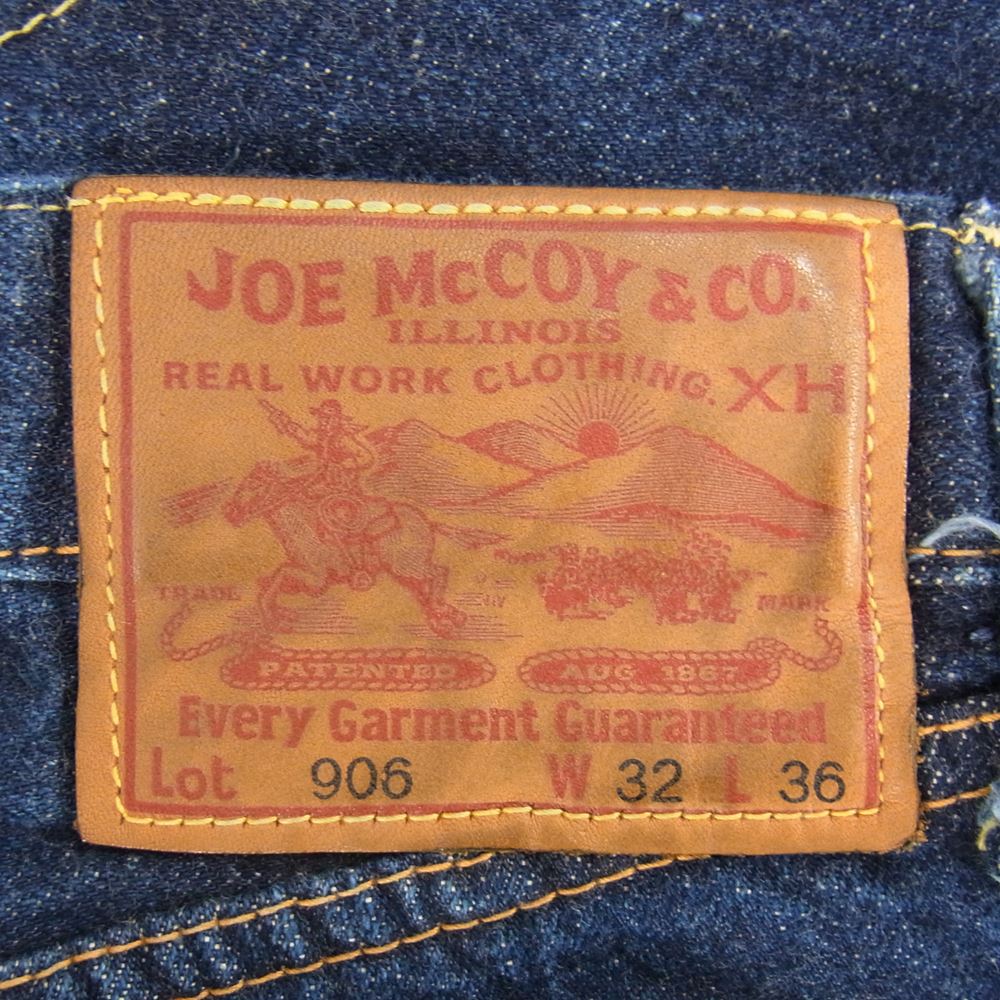 JOE McCOY & CO.
ILLINOIS
REAL WORK CLOTHING. XH
TRADE MARK
PATENTED AUG 1867
Every Garment Guaranteed
Lot 906 W 32 L 36